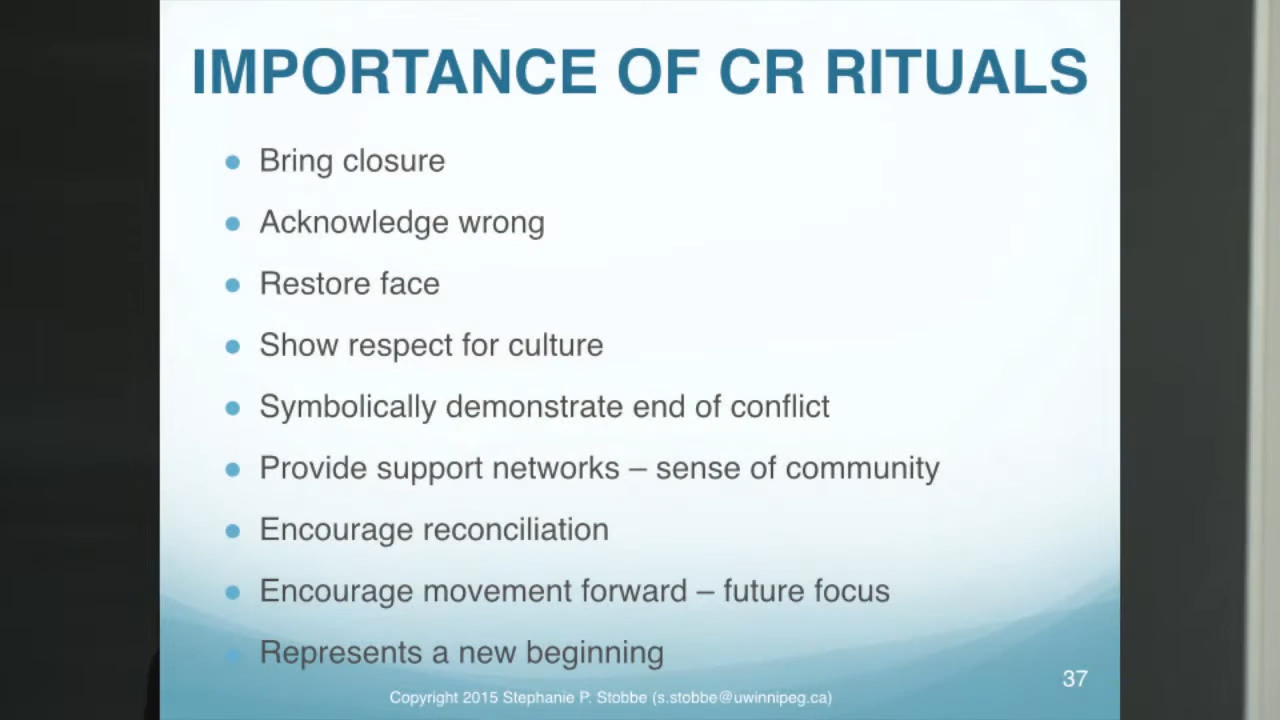 IMPORTANCE OF CR RITUALS
Bring closure
Acknowledge wrong
Restore face
Show respect for culture
Symbolically demonstrate end of conflict
Provide support networks – sense of community
Encourage reconciliation
Encourage movement forward – future focus
Represents a new beginning
37
Copyright 2015 Stephanie P. Stobbe (s.stobbe@uwinnipeg.ca)